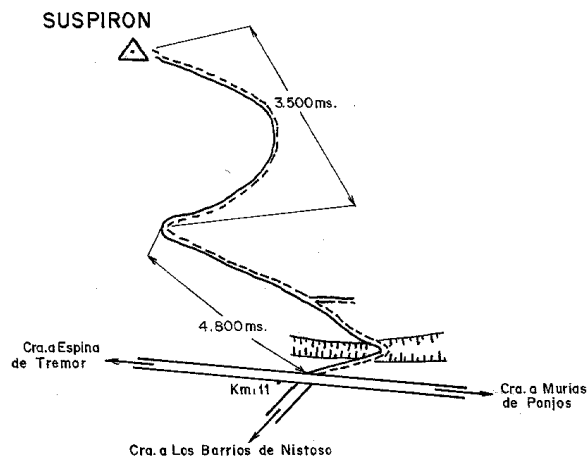 SUSPIRON
3.500ms.
4.800ms.
Cra.a Espina
de Tremor
Km.11
Cra. a Murias
de Ponjos
Cra. a Los Barrios de Nistoso